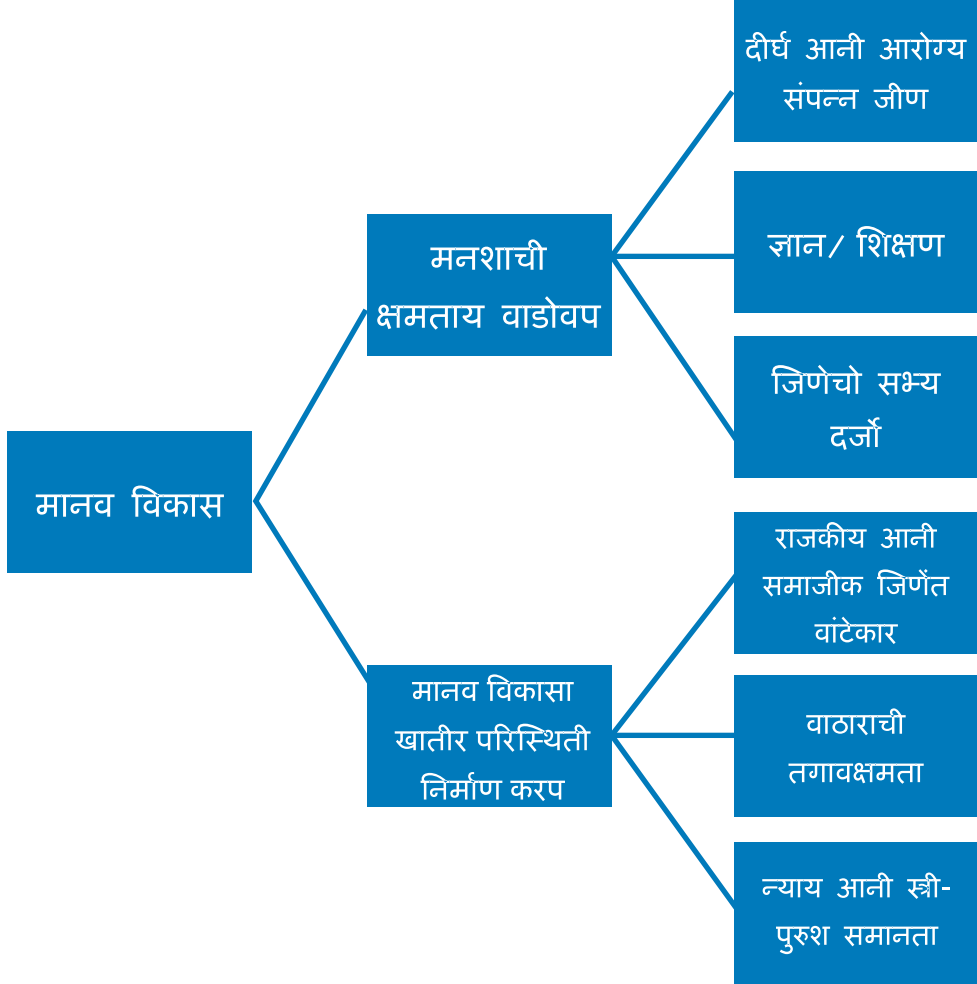 मानव विकास
मनशाची
क्षमताय वाडोवप
दीर्घ आनी आरोग्य
संपन्न जीण
ज्ञान/ शिक्षण
जिणेचो सभ्य
दर्जो
मानव विकासा
खातीर परिस्थिती
निर्माण करप
राजकीय आनी
समाजीक जिणेंत
वांटेकार
वाठाराची
तगावक्षमता
न्याय आनी स्त्री-
पुरुश समानता